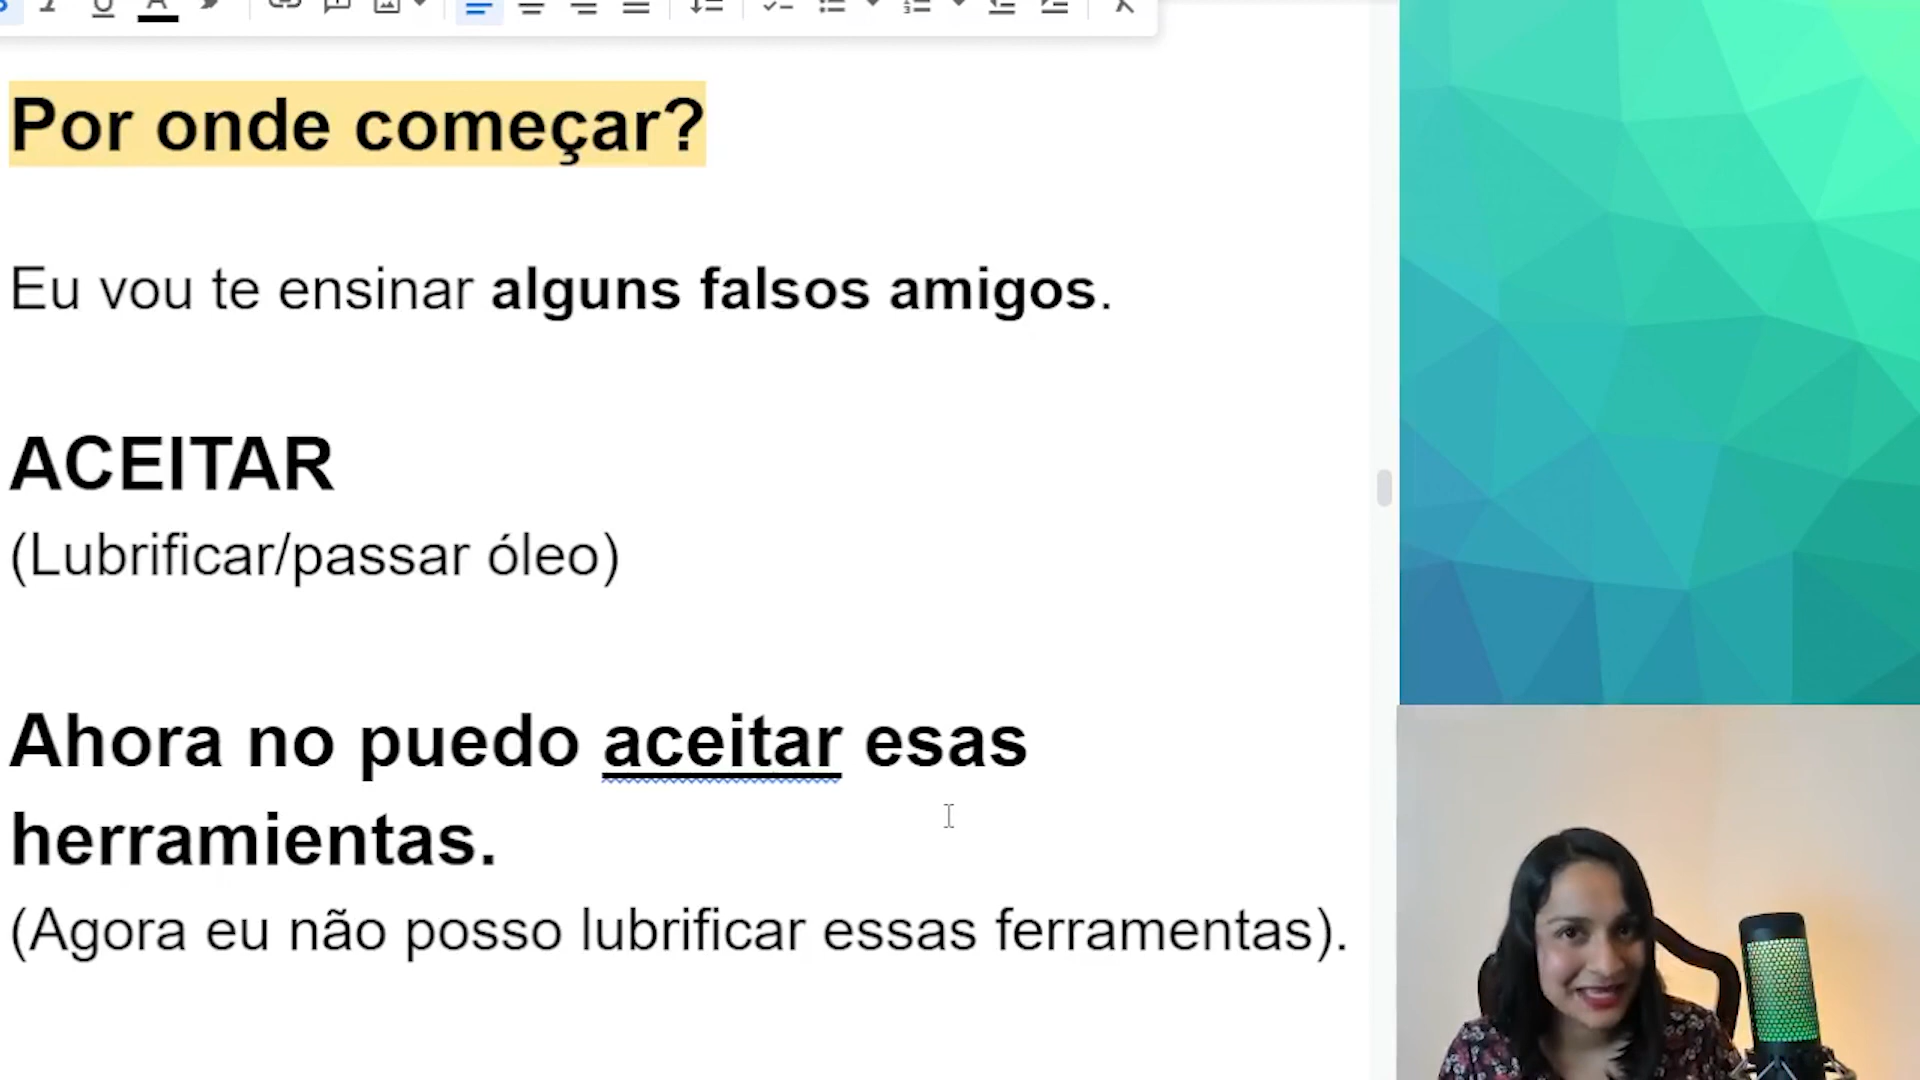 Por onde começar?
Eu vou te ensinar alguns falsos amigos.
ACEITAR
(Lubrificar/passar óleo)
Ahora no puedo aceitar esas
herramientas.
(Agora eu não posso lubrificar essas ferramentas).